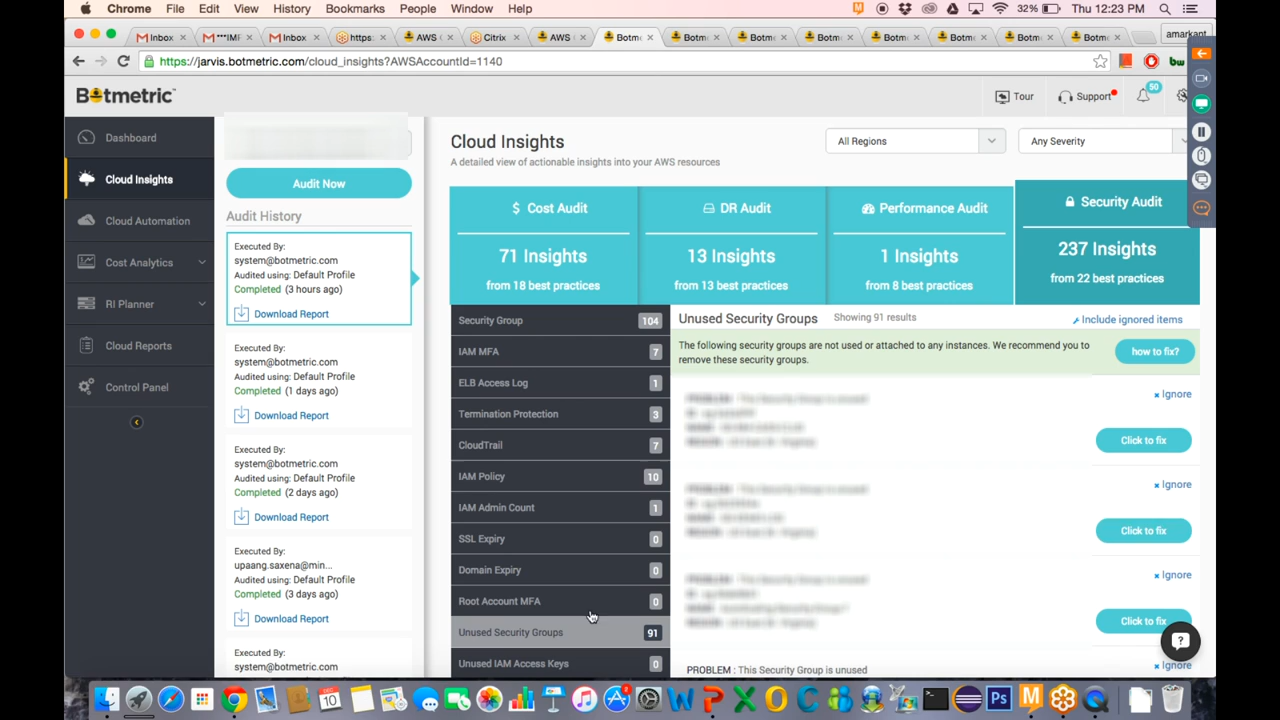 Chrome File Edit View History Bookmarks People Window Help
32% Thu 12:23 PM
Inbox ***IMF Inbox https: AWS ( Citrix AWS ( Botm Botm Botm Botm Botm Botm Botm Botm amarkant
https://jarvis.botmetric.com/cloud_insights?AWSAccountId=1140
bw
Botmetric
Tour
Support
50
Dashboard
Cloud Insights
Cloud Automation
Cost Analytics
RI Planner
Cloud Reports
Control Panel
Audit Now
Audit History
Executed By:
system@botmetric.com
Audited using: Default Profile
Completed (3 hours ago)
Download Report
Executed By:
system@botmetric.com
Audited using: Default Profile
Completed (1 days ago)
Download Report
Executed By:
system@botmetric.com
Audited using: Default Profile
Completed (2 days ago)
Download Report
Executed By:
upaang.saxena@min...
Audited using: Default Profile
Completed (3 days ago)
Download Report
Executed By:
system@botmetric.com
Cloud Insights
A detailed view of actionable insights into your AWS resources
All Regions
Any Severity
$ Cost Audit
71 Insights
from 18 best practices
DR Audit
13 Insights
from 13 best practices
Performance Audit
1 Insights
from 8 best practices
Security Audit
237 Insights
from 22 best practices
Security Group 104
IAM MFA 7
ELB Access Log 1
Termination Protection 3
CloudTrail 7
IAM Policy 10
IAM Admin Count 1
SSL Expiry 0
Domain Expiry 0
Root Account MFA 0
Unused Security Groups 91
Unused IAM Access Keys 0
Unused Security Groups Showing 91 results
Include ignored items
The following security groups are not used or attached to any instances. We recommend you to
remove these security groups.
how to fix?
Ignore
Click to fix
Ignore
Click to fix
Ignore
Click to fix
PROBLEM : This Security Group is unused
Ignore